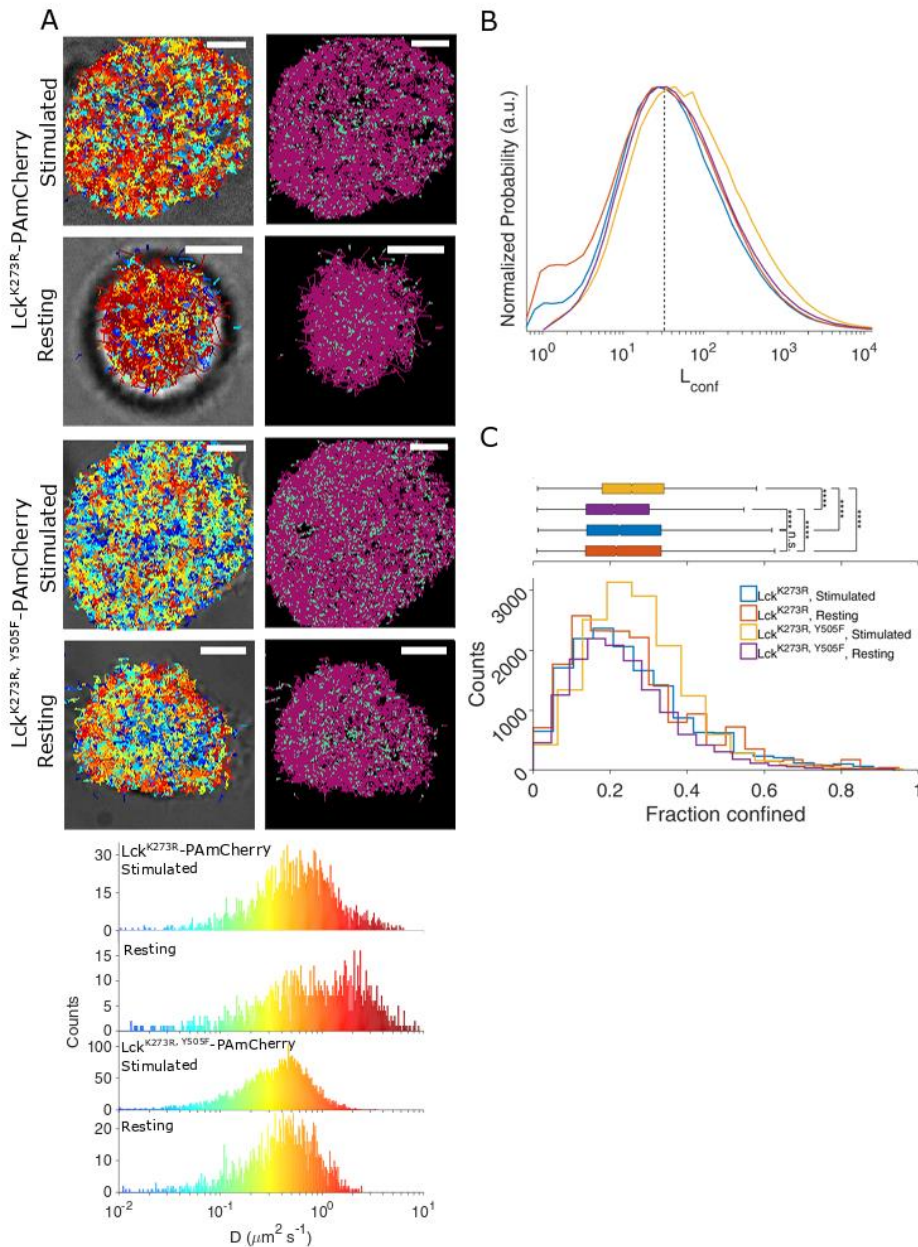 A
Lck^K273R-PAmCherry
Stimulated
Resting
Lck^K273R, Y505F-PAmCherry
Stimulated
Resting
Lck^K273R-PAmCherry
Stimulated
30
15
0
Resting
15
10
5
0
Counts
Lck^K273R, Y505F-PAmCherry
Stimulated
100
50
0
Resting
20
10
0
10^-2 10^-1 10^0 10^1
D (μm^2 s^-1)
B
Normalized Probability (a.u.)
10^0 10^1 10^2 10^3 10^4
L_conf
C
****
****
****
****
****
n.s
Lck^K273R, Stimulated
Lck^K273R, Resting
Lck^K273R, Y505F, Stimulated
Lck^K273R, Y505F, Resting
Counts
3000
2000
1000
0
0 0.2 0.4 0.6 0.8 1
Fraction confined